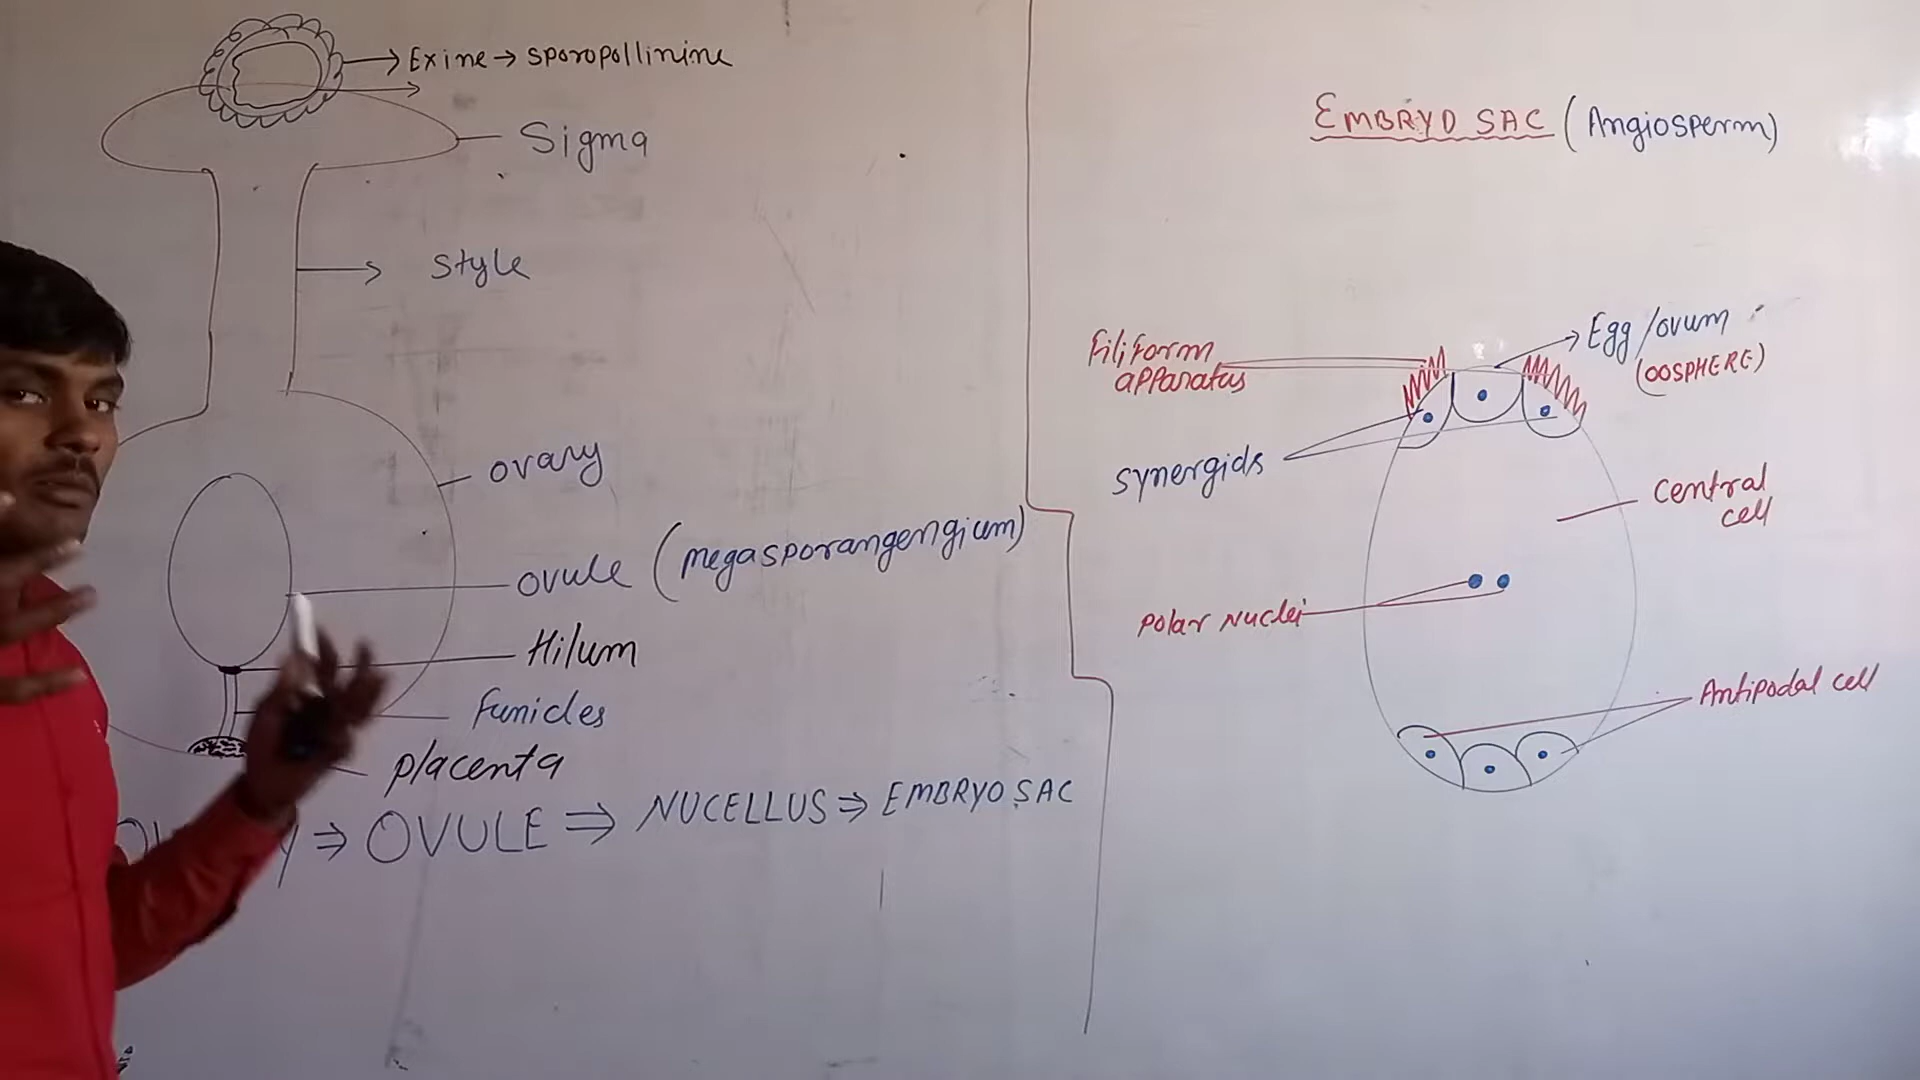 Exine → sporopollinine
Sigma
style
ovary
ovule (megasporangengium)
Hilum
Funicles
placenta
⇒ OVULE ⇒ NUCELLUS ⇒ EMBRYO SAC
EMBRYO SAC (Angiosperm)
Filiform
apparatus
Egg/ovum
(OOSPHERE)
synergids
central
cell
polar nuclei
Antipodal cell